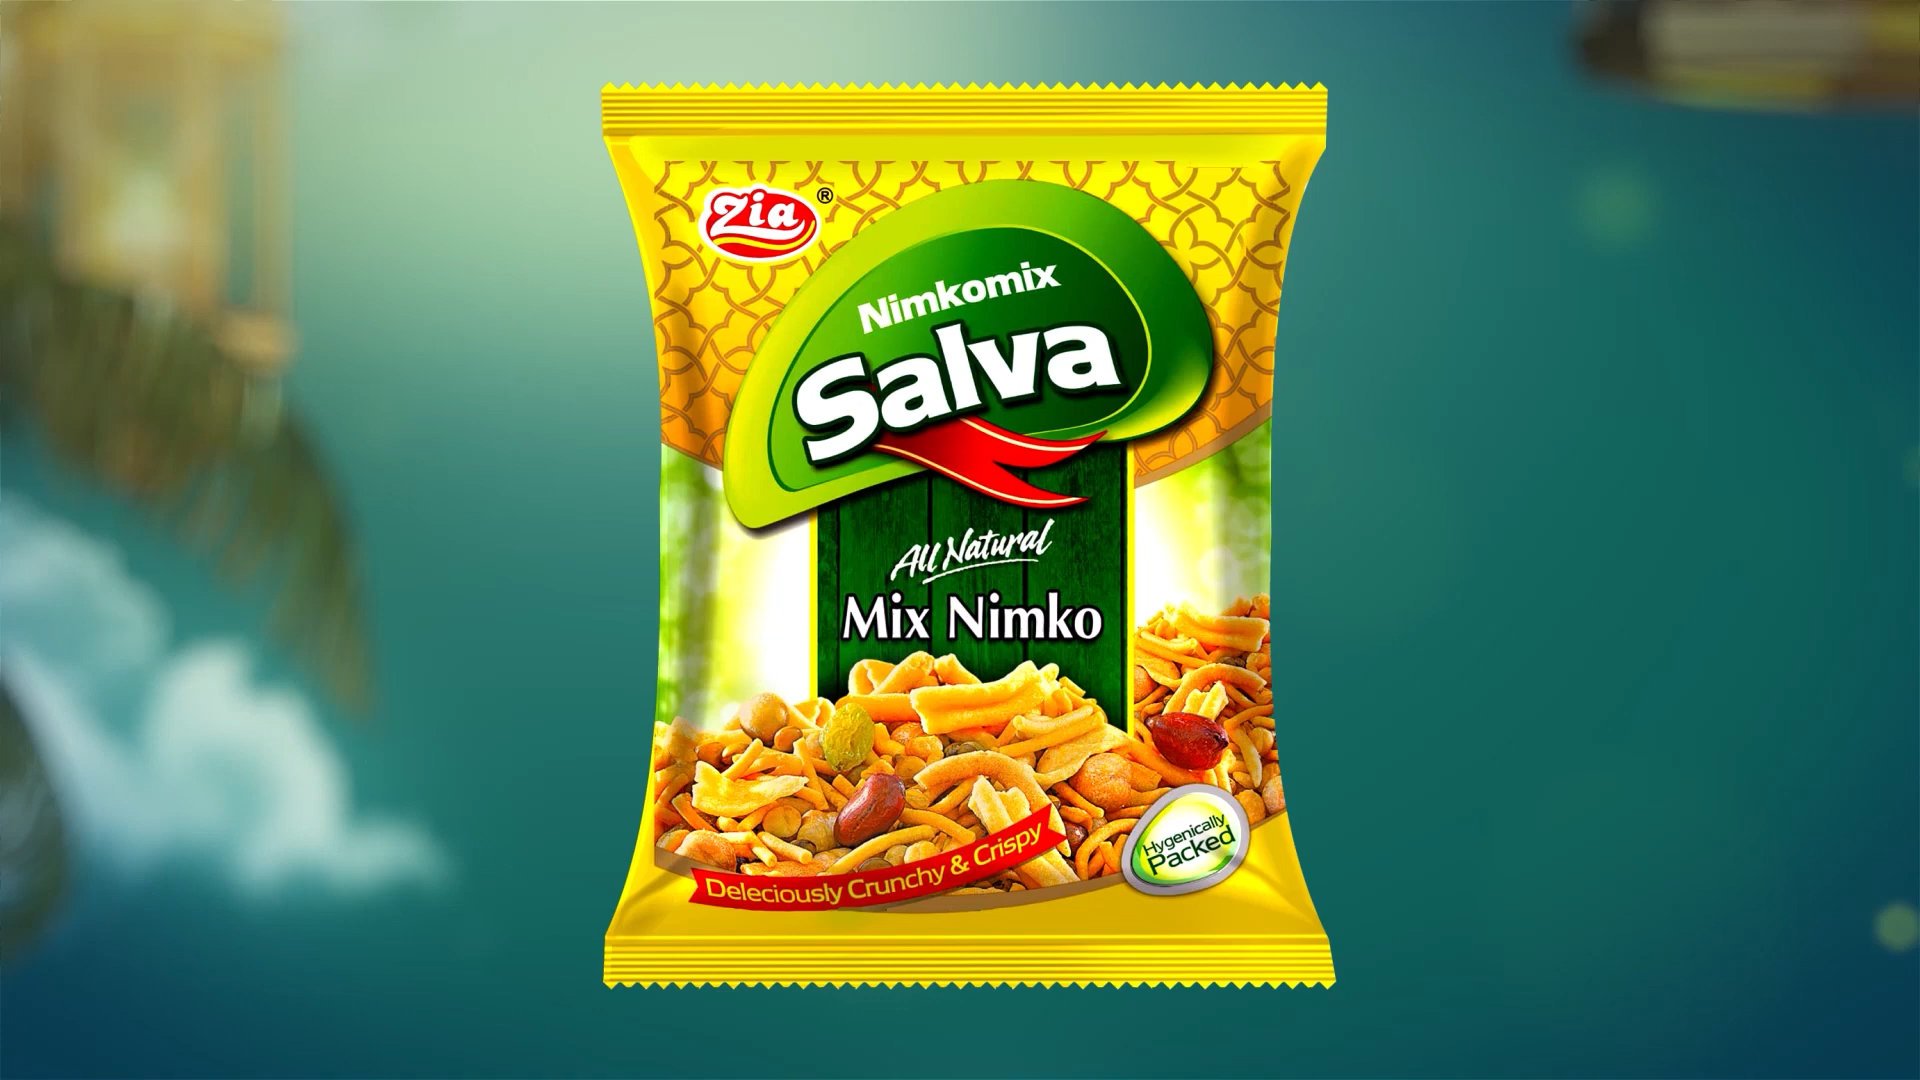 Zia ®
Nimkomix
Salva
All Natural
Mix Nimko
Deleciously Crunchy & Crispy
Hygenically
Packed